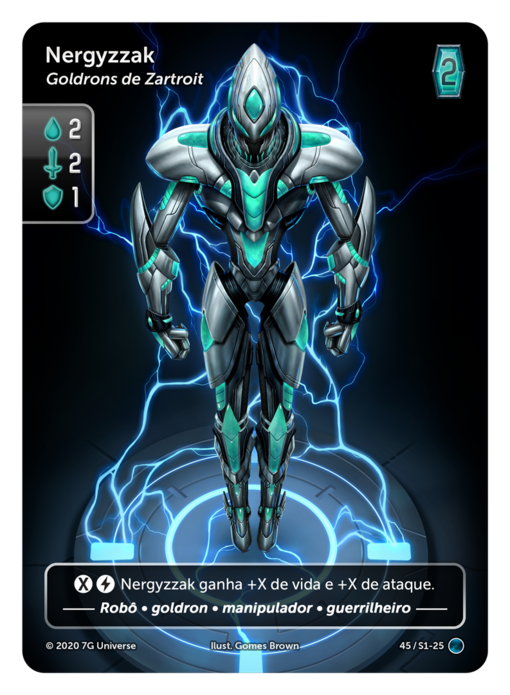 Nergyzzak
Goldrons de Zartroit
2
2
2
1
X Nergyzzak ganha +X de vida e +X de ataque.
Robô • goldron • manipulador • guerrilheiro
© 2020 7G Universe
Ilust. Gomes Brown
45 / S1-25